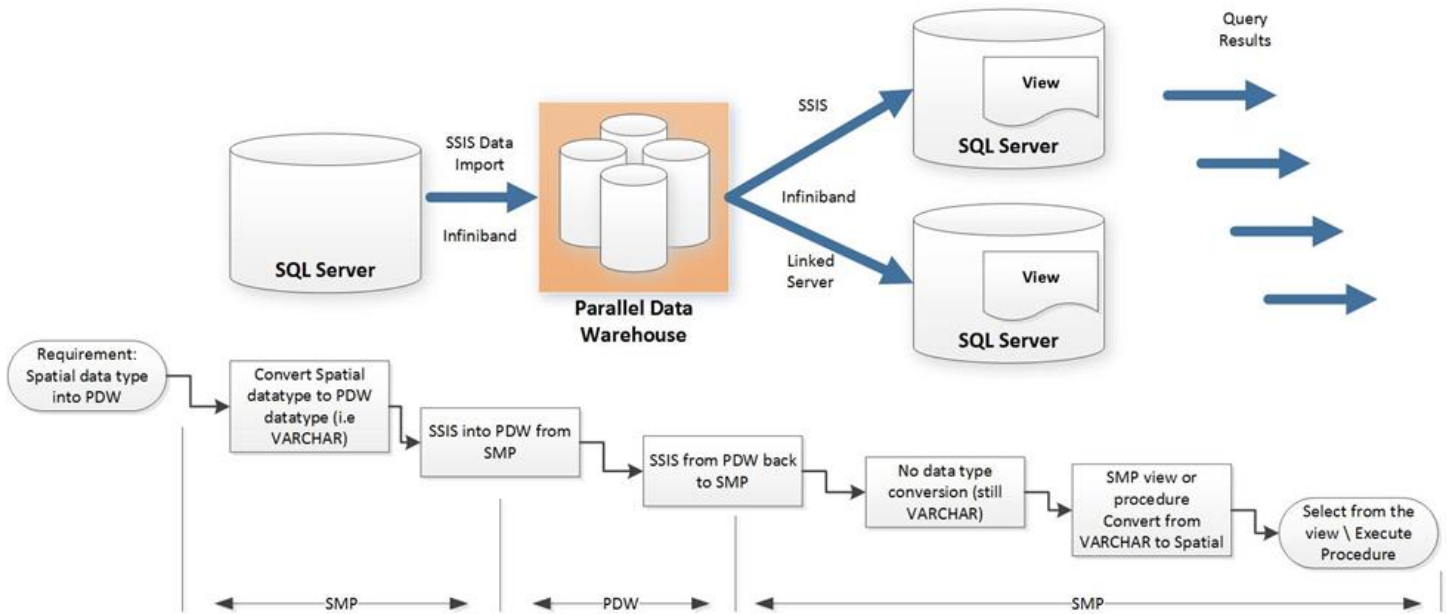 Query
Results
View
SSIS
SQL Server
SSIS Data
Import
Infiniband
Infiniband
SQL Server
Linked
Server
View
Parallel Data
Warehouse
SQL Server
Requirement:
Spatial data type
into PDW
Convert Spatial
datatype to PDW
datatype (i.e
VARCHAR)
SSIS into PDW from
SMP
SSIS from PDW back
to SMP
No data type
conversion (still
VARCHAR)
SMP view or
procedure
Convert from
VARCHAR to Spatial
Select from the
view \ Execute
Procedure
SMP
PDW
SMP